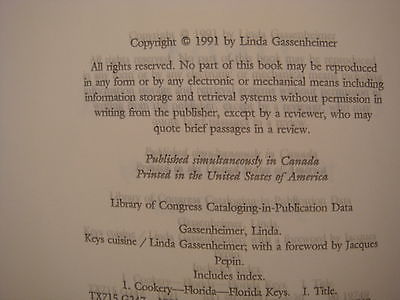 Copyright © 1991 by Linda Gassenheimer
All rights reserved. No part of this book may be reproduced
in any form or by any electronic or mechanical means including
information storage and retrieval systems without permission in
writing from the publisher, except by a reviewer, who may
quote brief passages in a review.
Published simultaneously in Canada
Printed in the United States of America
Library of Congress Cataloging-in-Publication Data
Gassenheimer, Linda.
Keys cuisine / Linda Gassenheimer; with a foreword by Jacques
Pepin.
Includes index.
1. Cookery—Florida—Florida Keys. I. Title.